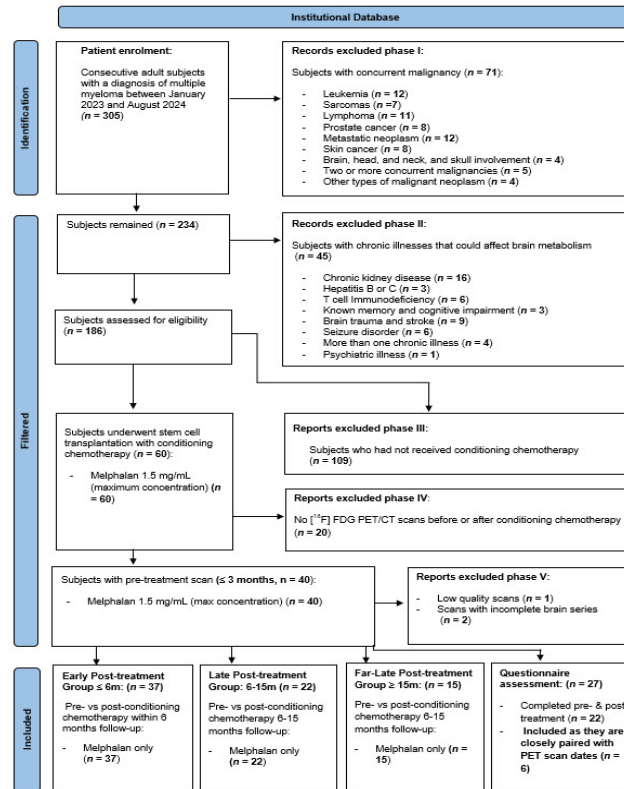 Institutional Database
Identification
Patient enrolment:
Consecutive adult subjects
with a diagnosis of multiple
myeloma between January
2023 and August 2024
(n = 305)
Records excluded phase I:
Subjects with concurrent malignancy (n = 71):
- Leukemia (n = 12)
- Sarcomas (n =7)
- Lymphoma (n = 11)
- Prostate cancer (n = 8)
- Metastatic neoplasm (n = 12)
- Skin cancer (n = 8)
- Brain, head, and neck, and skull involvement (n = 4)
- Two or more concurrent malignancies (n = 5)
- Other types of malignant neoplasm (n = 4)
Filtered
Subjects remained (n = 234)
Records excluded phase II:
Subjects with chronic illnesses that could affect brain metabolism
(n = 45)
- Chronic kidney disease (n = 16)
- Hepatitis B or C (n = 3)
- T cell Immunodeficiency (n = 6)
- Known memory and cognitive impairment (n = 3)
- Brain trauma and stroke (n = 9)
- Seizure disorder (n = 6)
- More than one chronic illness (n = 4)
- Psychiatric illness (n = 1)
Subjects assessed for eligibility
(n = 186)
Reports excluded phase III:
Subjects who had not received conditioning chemotherapy
(n = 109)
Subjects underwent stem cell
transplantation with conditioning
chemotherapy (n = 60):
- Melphalan 1.5 mg/mL
(maximum concentration) (n
= 60)
Reports excluded phase IV:
No [18F] FDG PET/CT scans before or after conditioning chemotherapy
(n = 20)
Subjects with pre-treatment scan (≤ 3 months, n = 40):
- Melphalan 1.5 mg/mL (max concentration) (n = 40)
Reports excluded phase V:
- Low quality scans (n = 1)
- Scans with incomplete brain series
(n = 2)
Included
Early Post-treatment
Group ≤ 6m: (n = 37)
Pre- vs post-conditioning
chemotherapy within 6
months follow-up:
- Melphalan only
(n = 37)
Late Post-treatment
Group: 6-15m (n = 22)
Pre- vs post-conditioning
chemotherapy 6-15
months follow-up:
- Melphalan only
(n = 22)
Far-Late Post-treatment
Group ≥ 15m: (n = 15)
Pre- vs post-conditioning
chemotherapy 6-15
months follow-up:
- Melphalan only (n =
15)
Questionnaire
assessment: (n = 27)
- Completed pre- & post
treatment (n = 22)
- Included as they are
closely paired with
PET scan dates (n =
6)